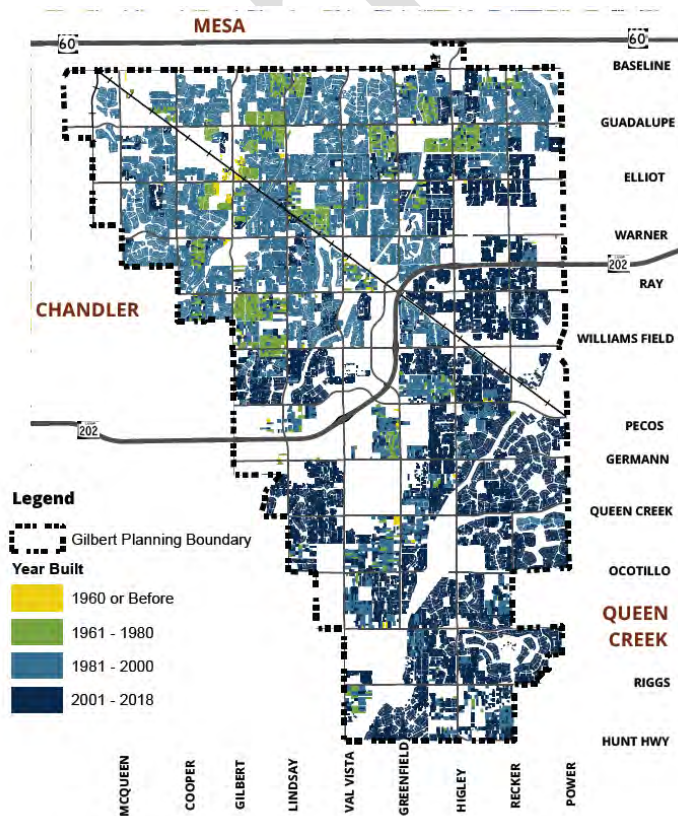 MESA
60
60
BASELINE
GUADALUPE
ELLIOT
WARNER
202
RAY
CHANDLER
WILLIAMS FIELD
PECOS
202
GERMANN
Legend
QUEEN CREEK
Gilbert Planning Boundary
Year Built
OCOTILLO
1960 or Before
QUEEN
CREEK
1961 - 1980
1981 - 2000
RIGGS
2001 - 2018
HUNT HWY
MCQUEEN
COOPER
GILBERT
LINDSAY
VAL VISTA
GREENFIELD
HIGLEY
RECKER
POWER